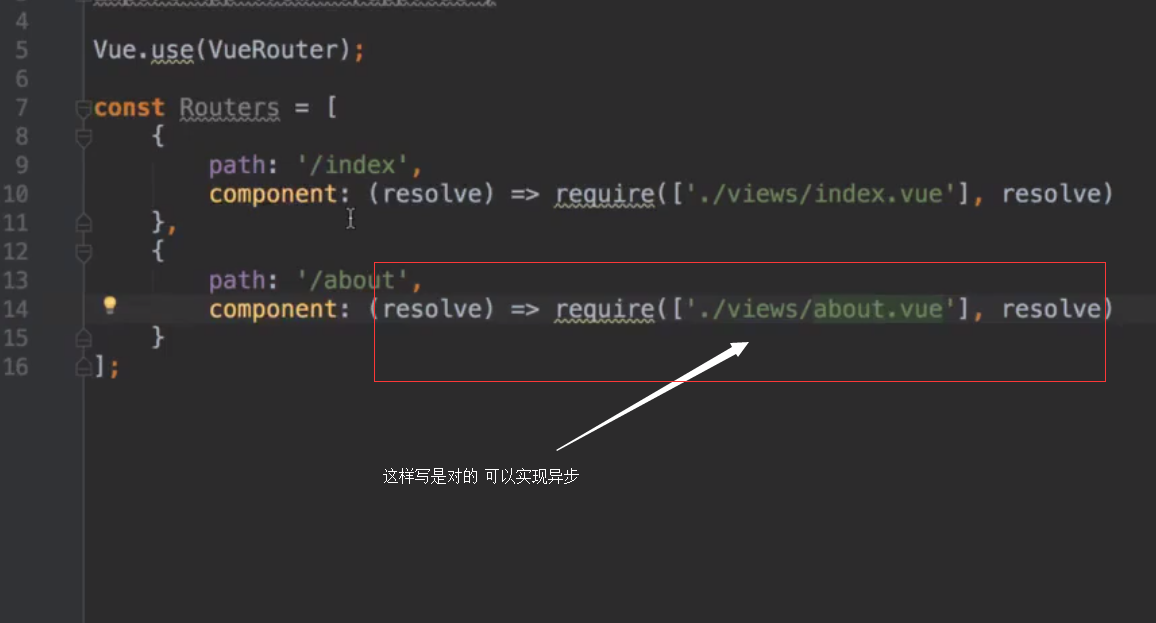 4
5 Vue.use(VueRouter);
6
7 const Routers = [
8 {
9 path: '/index',
10 component: (resolve) => require(['./views/index.vue'], resolve)
11 },
12 {
13 path: '/about',
14 component: (resolve) => require(['./views/about.vue'], resolve)
15 }
16 ];
这样写是对的 可以实现异步